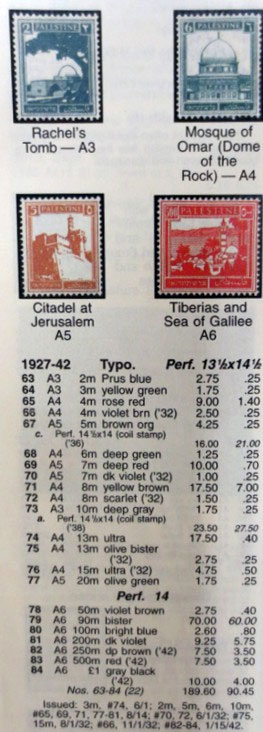 PALESTINE
PALESTINE
Rachel's
Tomb — A3
Mosque of
Omar (Dome
of the
Rock) — A4
PALESTINE
PALESTINE
Citadel at
Jerusalem
A5
Tiberias and
Sea of Galilee
A6
1927-42 Typo. Perf. 13½x14½
63 A3 2m Prus blue 2.75 .25
64 A3 3m yellow green 1.75 .25
65 A4 4m rose red 9.00 1.40
66 A4 4m violet brn ('32) 2.50 .25
67 A5 5m brown org 4.25 .25
c. Perf. 14½x14 (coil stamp)
('36) 16.00 21.00
68 A4 6m deep green 1.25 .25
69 A5 7m deep red 10.00 .70
70 A5 7m dk violet ('32) 1.00 .25
71 A4 8m yellow brown 17.50 7.00
72 A4 8m scarlet ('32) 1.50 .25
73 A3 10m deep gray 1.75 .25
a. Perf. 14½x14 (coil stamp)
('38) 23.50 27.50
74 A4 13m ultra 17.50 .40
75 A4 13m olive bister
('32) 2.75 .25
76 A4 15m ultra ('32) 4.75 .50
77 A5 20m olive green 1.75 .25
Perf. 14
78 A6 50m violet brown 2.75 .40
79 A6 90m bister 70.00 60.00
80 A6 100m bright blue 2.60 .80
81 A6 200m dk violet 9.25 5.75
82 A6 250m dp brown ('42) 7.50 3.50
83 A6 500m red ('42) 7.50 3.50
84 A6 £1 gray black
('42) 10.00 4.00
Nos. 63-84 (22) 189.60 90.45
Issued: 3m, #74, 6/1; 2m, 5m, 6m, 10m,
#65, 69, 71, 77-81, 8/14; #70, 72, 6/1/32; #75,
15m, 8/1/32; #66, 11/1/32; #82-84, 1/15/42.